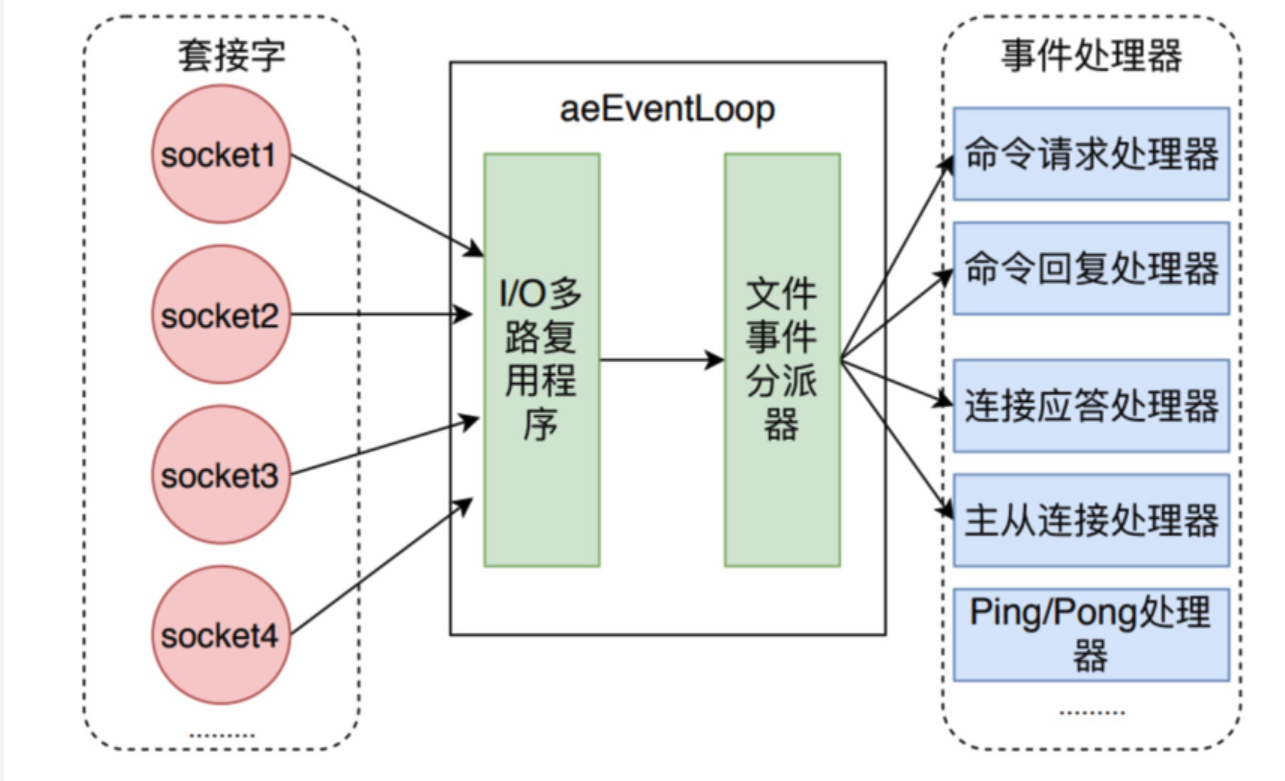 套接字
socket1
socket2
socket3
socket4
.........
aeEventLoop
I/O多
路复
用程
序
文件
事件
分派
器
事件处理器
命令请求处理器
命令回复处理器
连接应答处理器
主从连接处理器
Ping/Pong处理
器
.........